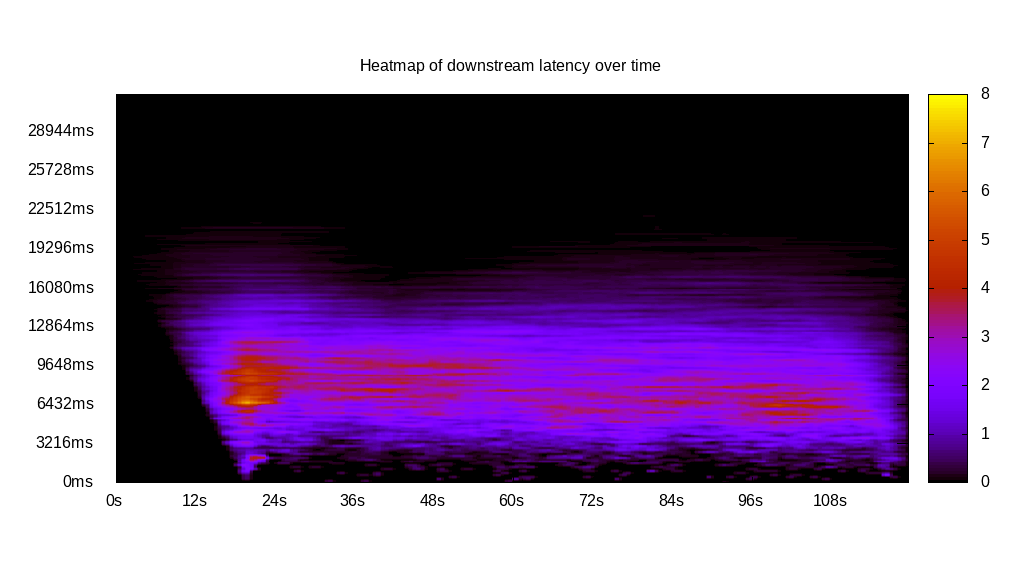 Heatmap of downstream latency over time
28944ms
25728ms
22512ms
19296ms
16080ms
12864ms
9648ms
6432ms
3216ms
0ms
0s 12s 24s 36s 48s 60s 72s 84s 96s 108s
8
7
6
5
4
3
2
1
0